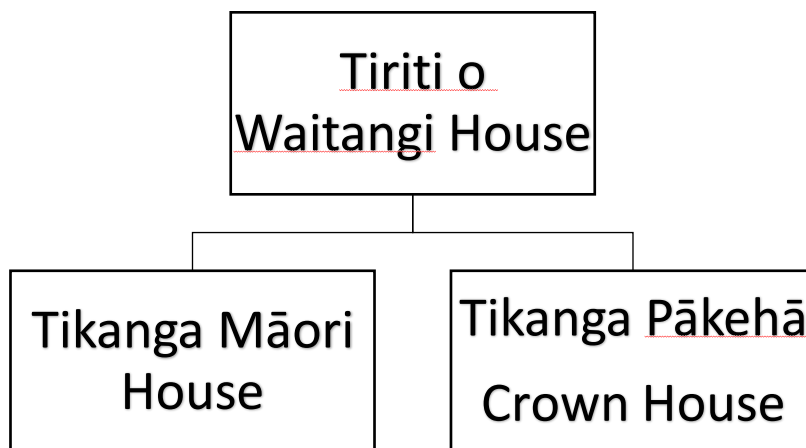 Tiriti o
Waitangi House
Tikanga Māori
House
Tikanga Pākehā
Crown House